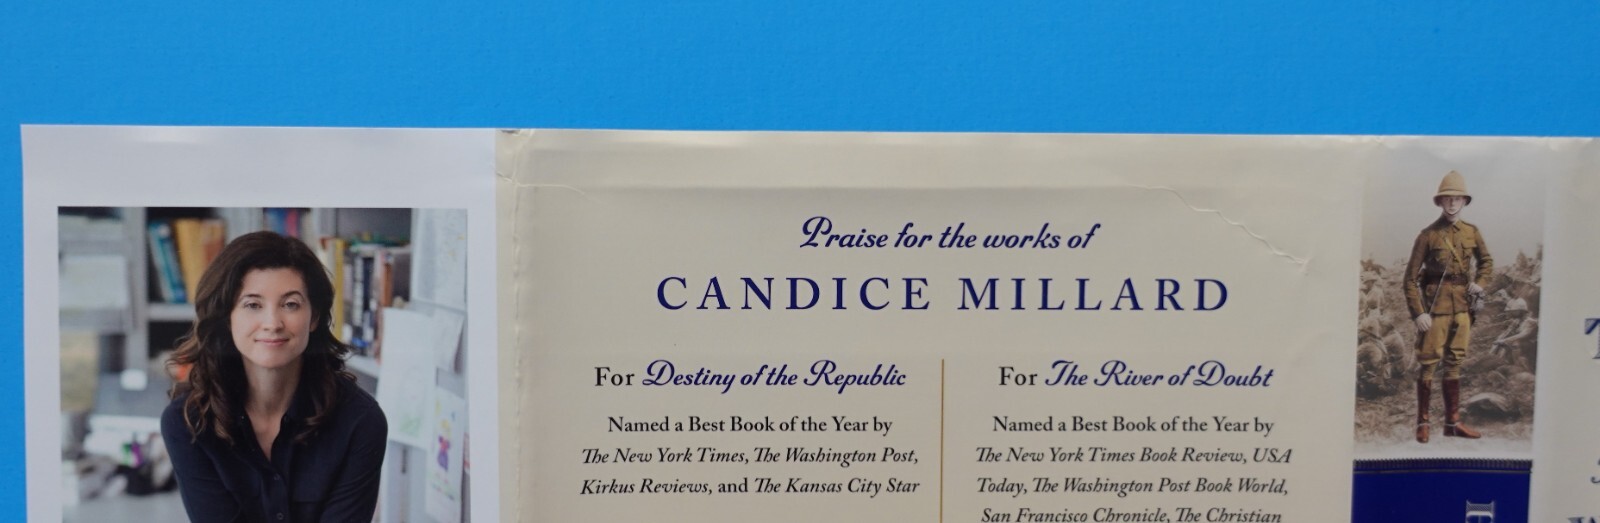 Praise for the works of
CANDICE MILLARD
For Destiny of the Republic
Named a Best Book of the Year by
The New York Times, The Washington Post,
Kirkus Reviews, and The Kansas City Star
For The River of Doubt
Named a Best Book of the Year by
The New York Times Book Review, USA
Today, The Washington Post Book World,
San Francisco Chronicle, The Christian